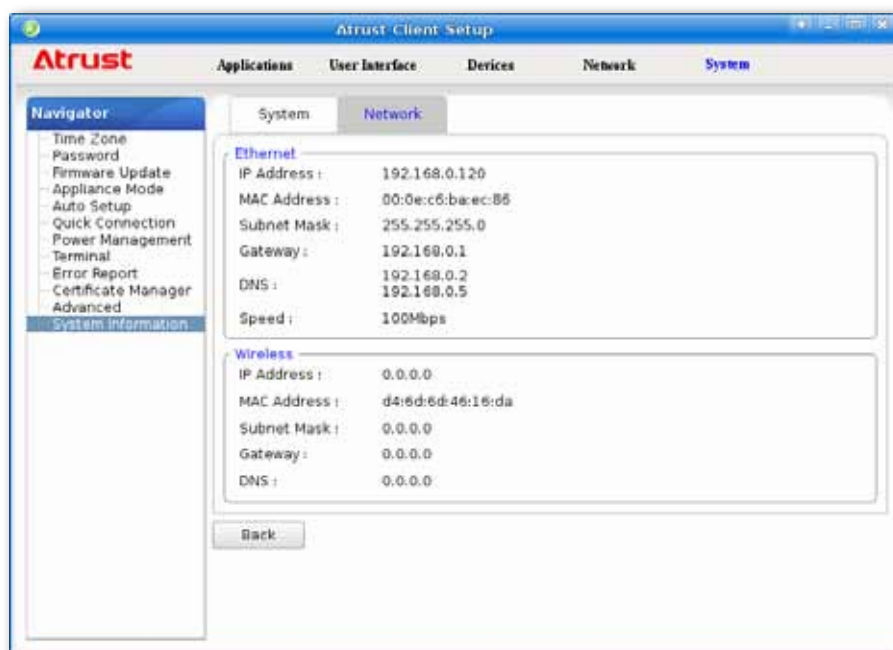 Atrust Client Setup
Atrust
Applications User Interface Devices Network System
Navigator
Time Zone
Password
Firmware Update
Appliance Mode
Auto Setup
Quick Connection
Power Management
Terminal
Error Report
Certificate Manager
Advanced
System Information
System Network
Ethernet
IP Address : 192.168.0.120
MAC Address : 00:0e:c6:ba:ec:86
Subnet Mask : 255.255.255.0
Gateway : 192.168.0.1
DNS : 192.168.0.2
192.168.0.5
Speed : 100Mbps
Wireless
IP Address : 0.0.0.0
MAC Address : d4:6d:6d:46:16:da
Subnet Mask : 0.0.0.0
Gateway : 0.0.0.0
DNS : 0.0.0.0
Back